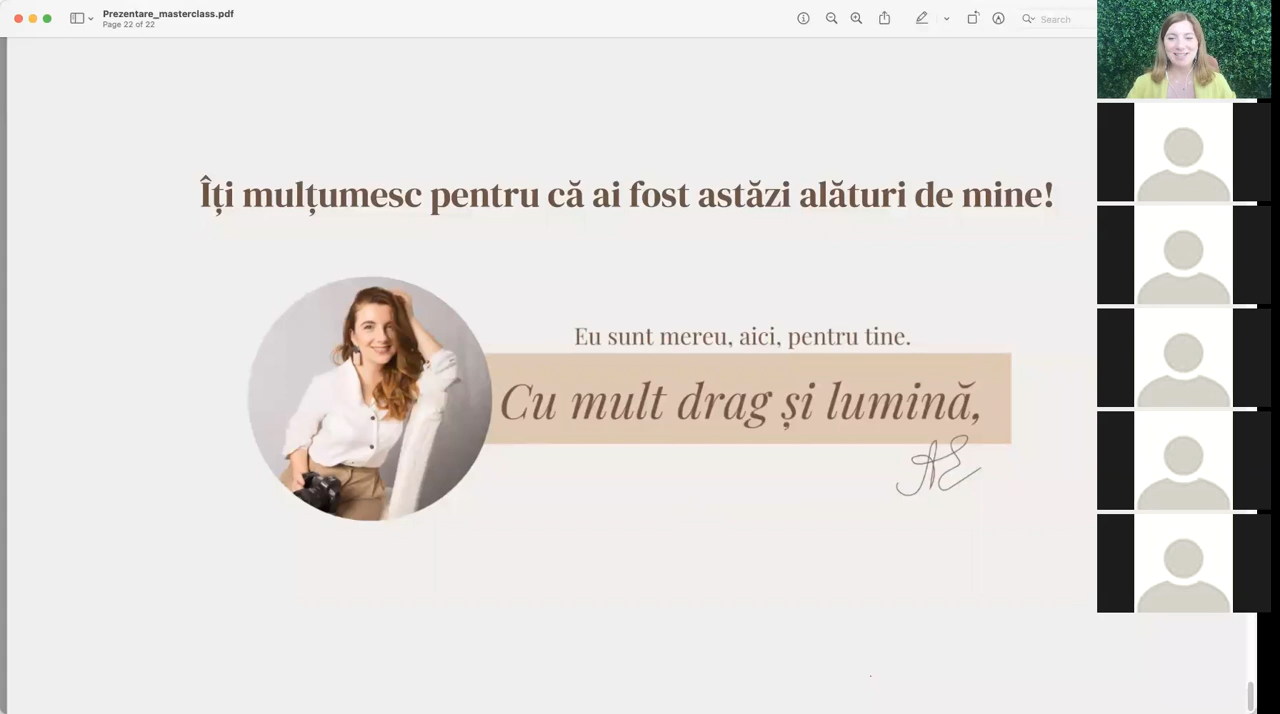 Prezentare_masterclass.pdf
Page 22 of 22
Search
Îți mulțumesc pentru că ai fost astăzi alături de mine!
Eu sunt mereu, aici, pentru tine.
Cu mult drag și lumină,
AE